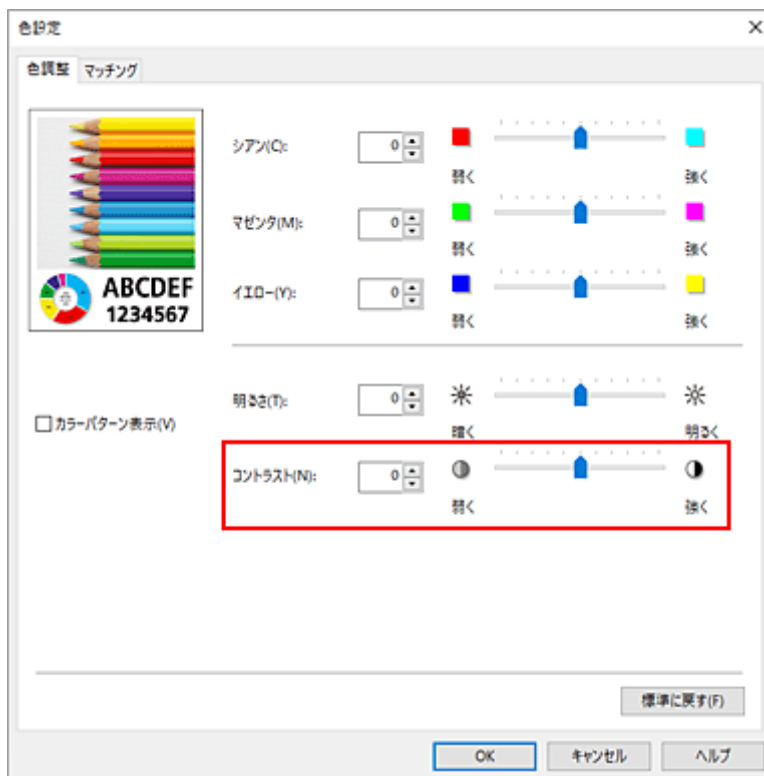 色設定
色調整 マッチング
シアン(C): 0
弱く 強く
マゼンタ(M): 0
弱く 強く
イエロー(Y): 0
弱く 強く
ABCDEF
1234567
明るさ(T): 0
暗く 明るく
カラーパターン表示(V)
コントラスト(N): 0
弱く 強く
標準に戻す(F)
OK キャンセル ヘルプ